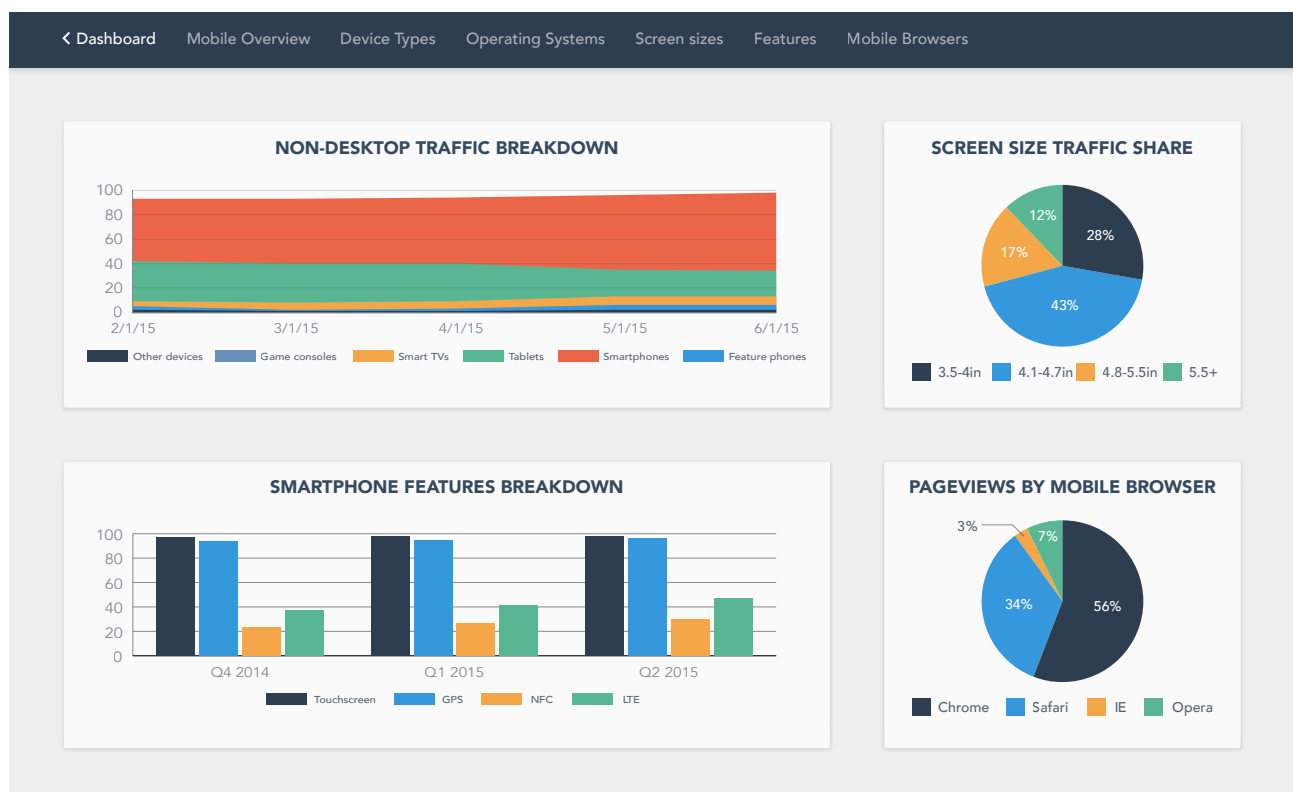 Dashboard Mobile Overview Device Types Operating Systems Screen sizes Features Mobile Browsers
NON-DESKTOP TRAFFIC BREAKDOWN
100
80
60
40
20
0
2/1/15 3/1/15 4/1/15 5/1/15 6/1/15
Other devices Game consoles Smart TVs Tablets Smartphones Feature phones
SCREEN SIZE TRAFFIC SHARE
12%
28%
17%
43%
3.5-4in 4.1-4.7in 4.8-5.5in 5.5+
SMARTPHONE FEATURES BREAKDOWN
100
80
60
40
20
0
Q4 2014 Q1 2015 Q2 2015
Touchscreen GPS NFC LTE
PAGEVIEWS BY MOBILE BROWSER
3%
7%
34%
56%
Chrome Safari IE Opera